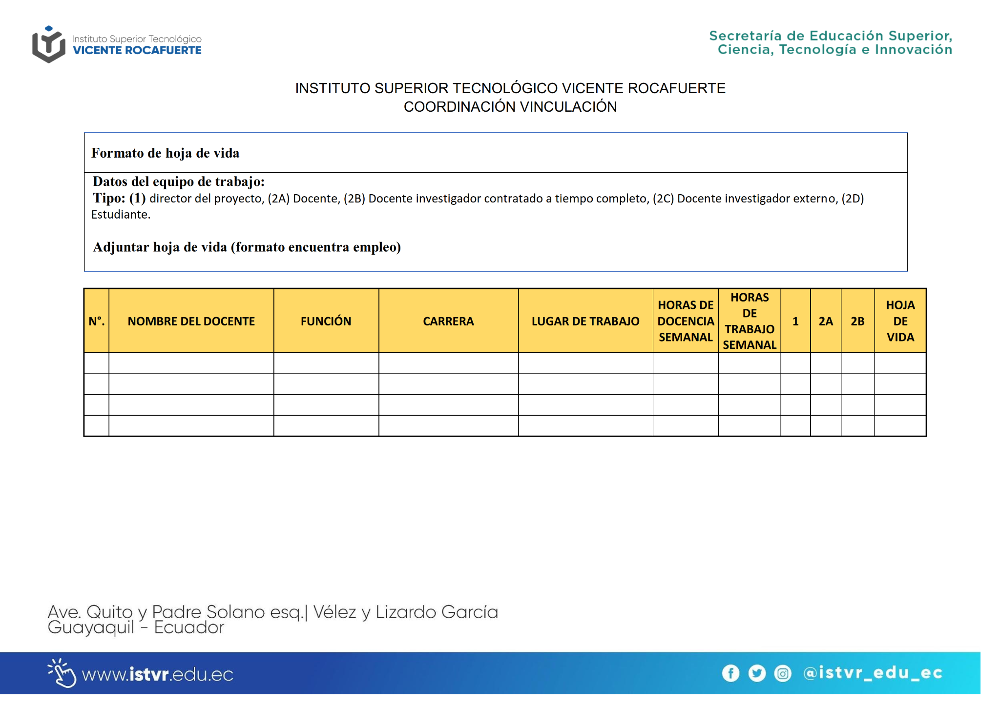 Instituto Superior Tecnológico
VICENTE ROCAFUERTE
Secretaría de Educación Superior,
Ciencia, Tecnología e Innovación
INSTITUTO SUPERIOR TECNOLÓGICO VICENTE ROCAFUERTE
COORDINACIÓN VINCULACIÓN
Formato de hoja de vida
Datos del equipo de trabajo:
Tipo: (1) director del proyecto, (2A) Docente, (2B) Docente investigador contratado a tiempo completo, (2C) Docente investigador externo, (2D)
Estudiante.
Adjuntar hoja de vida (formato encuentra empleo)
N°.
NOMBRE DEL DOCENTE
FUNCIÓN
CARRERA
LUGAR DE TRABAJO
HORAS DE
DOCENCIA
SEMANAL
HORAS
DE
TRABAJO
SEMANAL
1
2A
2B
HOJA
DE
VIDA
Ave. Quito y Padre Solano esq.| Vélez y Lizardo García
Guayaquil - Ecuador
www.istvr.edu.ec
@istvr_edu_ec